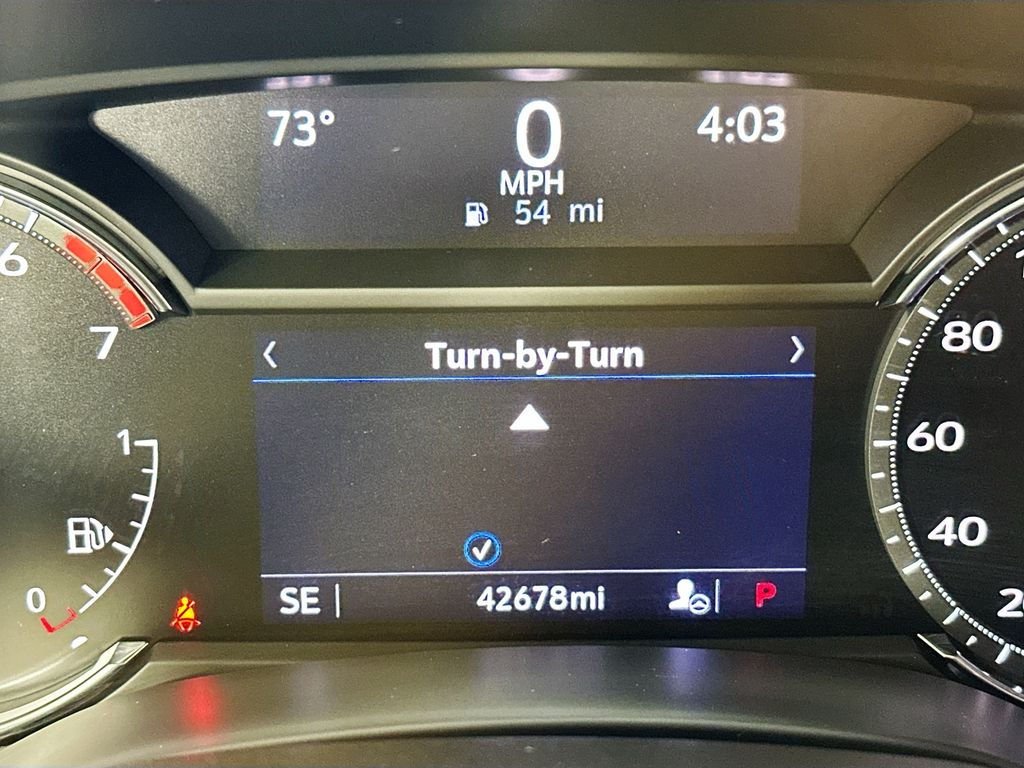 73° 0 4:03
MPH
54 mi
6
7
‹ Turn-by-Turn ›
80
1
60
40
0
SE | 42678mi | P